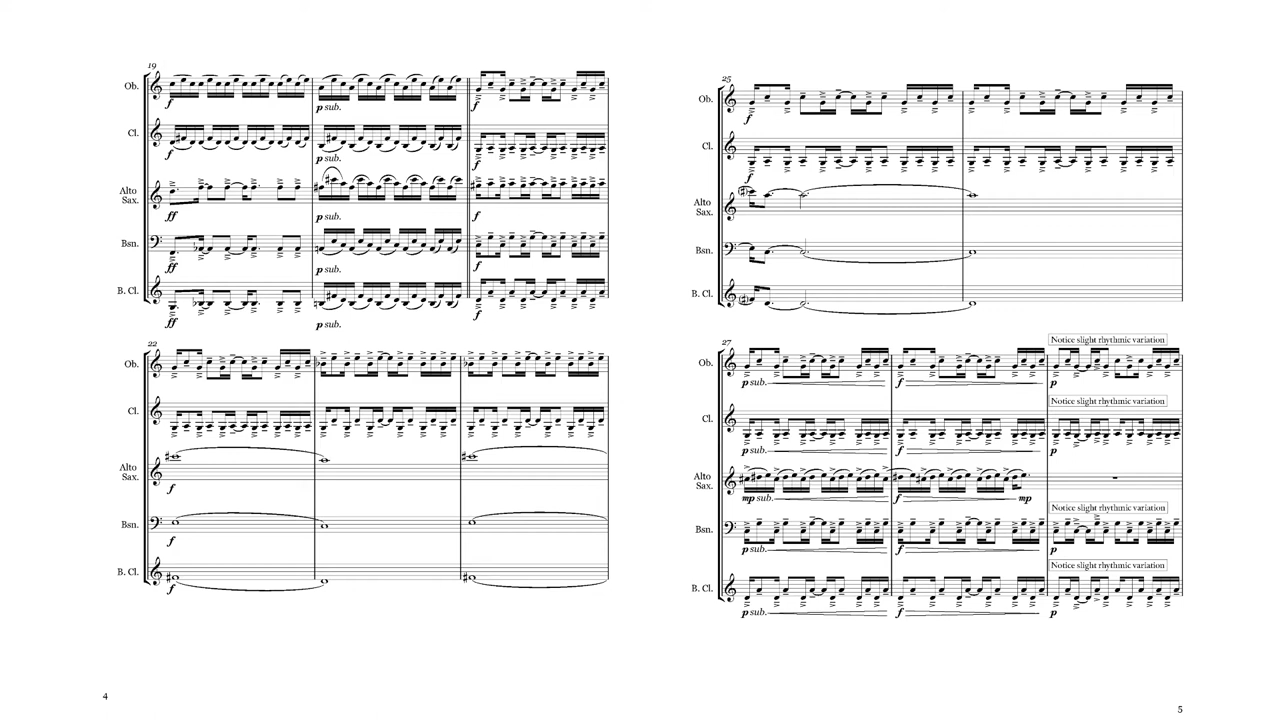 19
Ob.
f
p sub.
f
Cl.
f
p sub.
f
Alto
Sax.
ff
p sub.
f
Bsn.
ff
p sub.
f
B. Cl.
ff
p sub.
f
22
Ob.
Cl.
Alto
Sax.
f
Bsn.
f
B. Cl.
f
4
25
Ob.
f
Cl.
f
Alto
Sax.
Bsn.
B. Cl.
27
Notice slight rhythmic variation
Ob.
p sub.
f
p
Notice slight rhythmic variation
Cl.
p sub.
f
p
Alto
Sax.
mp sub.
f
mp
Notice slight rhythmic variation
Bsn.
p sub.
f
p
Notice slight rhythmic variation
B. Cl.
p sub.
f
p
5